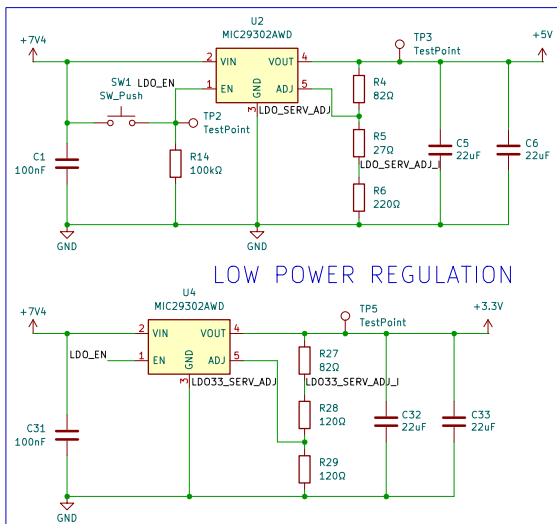 U2
MIC29302AWD
+7V4
2 VIN VOUT 4
TP3
TestPoint
+5V
SW1
SW_Push
LDO_EN
1 EN ADJ 5
GND
3
LDO_SERV_ADJ
R4
82Ω
TP2
TestPoint
R5
27Ω
LDO_SERV_ADJ_I
C1
100nF
R14
100kΩ
R6
220Ω
C5
22uF
C6
22uF
GND
GND
LOW POWER REGULATION
U4
MIC29302AWD
+7V4
2 VIN VOUT 4
TP5
TestPoint
+3.3V
LDO_EN
1 EN ADJ 5
GND
3
LDO33_SERV_ADJ
R27
82Ω
LDO33_SERV_ADJ_I
R28
120Ω
C31
100nF
R29
120Ω
C32
22uF
C33
22uF
GND